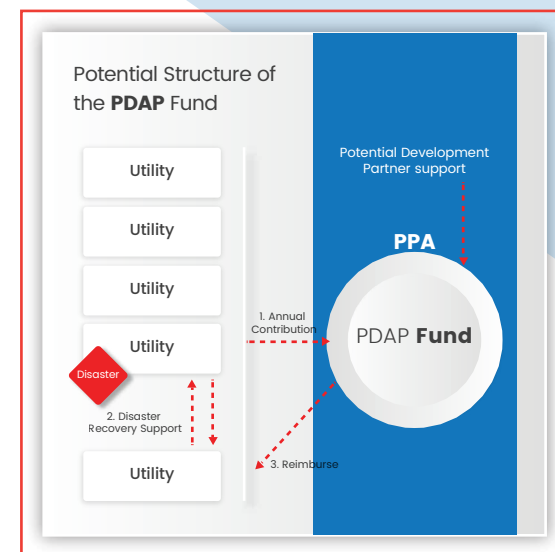 Potential Structure of
the PDAP Fund
Utility
Utility
Utility
Utility
Disaster
2. Disaster
Recovery Support
Utility
1. Annual
Contribution
Potential Development
Partner support
PPA
PDAP Fund
3. Reimburse